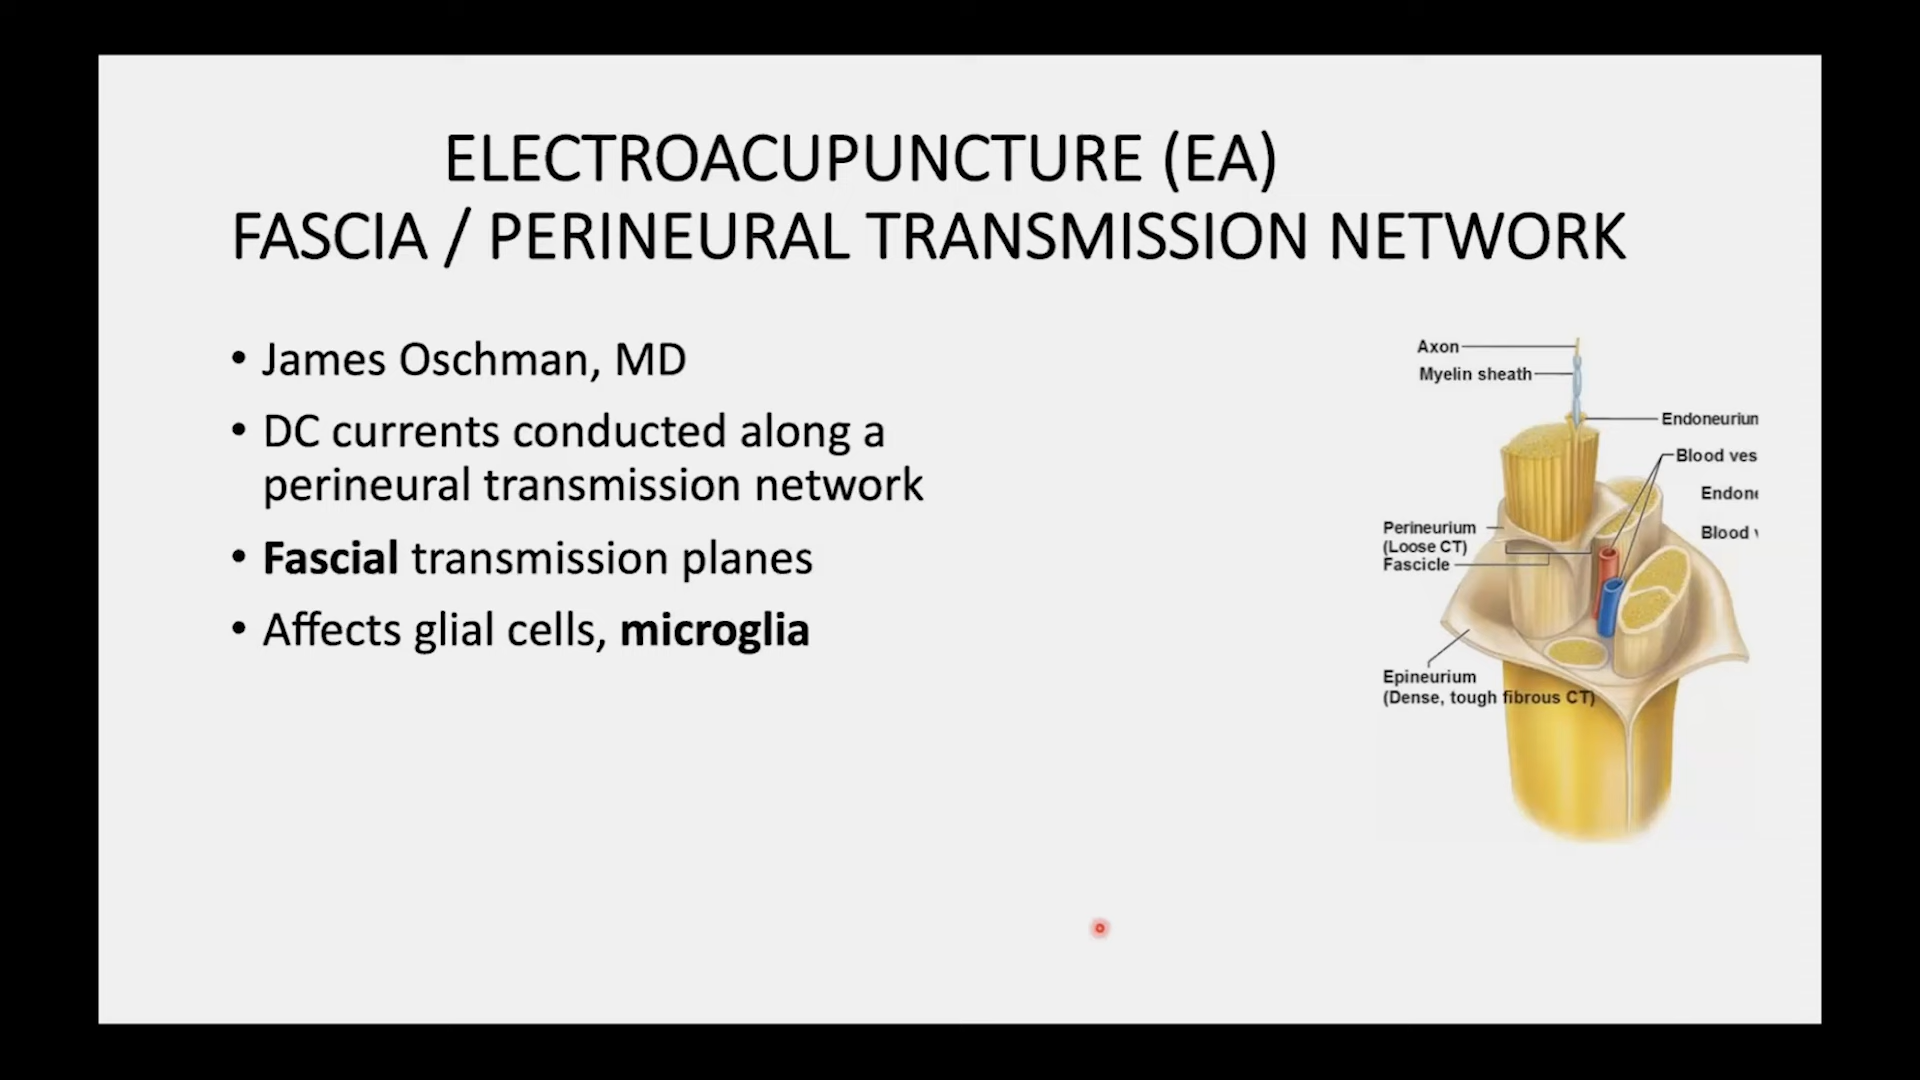 ELECTROACUPUNCTURE (EA)
FASCIA / PERINEURAL TRANSMISSION NETWORK
• James Oschman, MD
• DC currents conducted along a
perineural transmission network
• Fascial transmission planes
• Affects glial cells, microglia
Axon
Myelin sheath
Endoneuriun
Blood ves
Endone
Blood v
Perineurium
(Loose CT)
Fascicle
Epineurium
(Dense, tough fibrous CT)